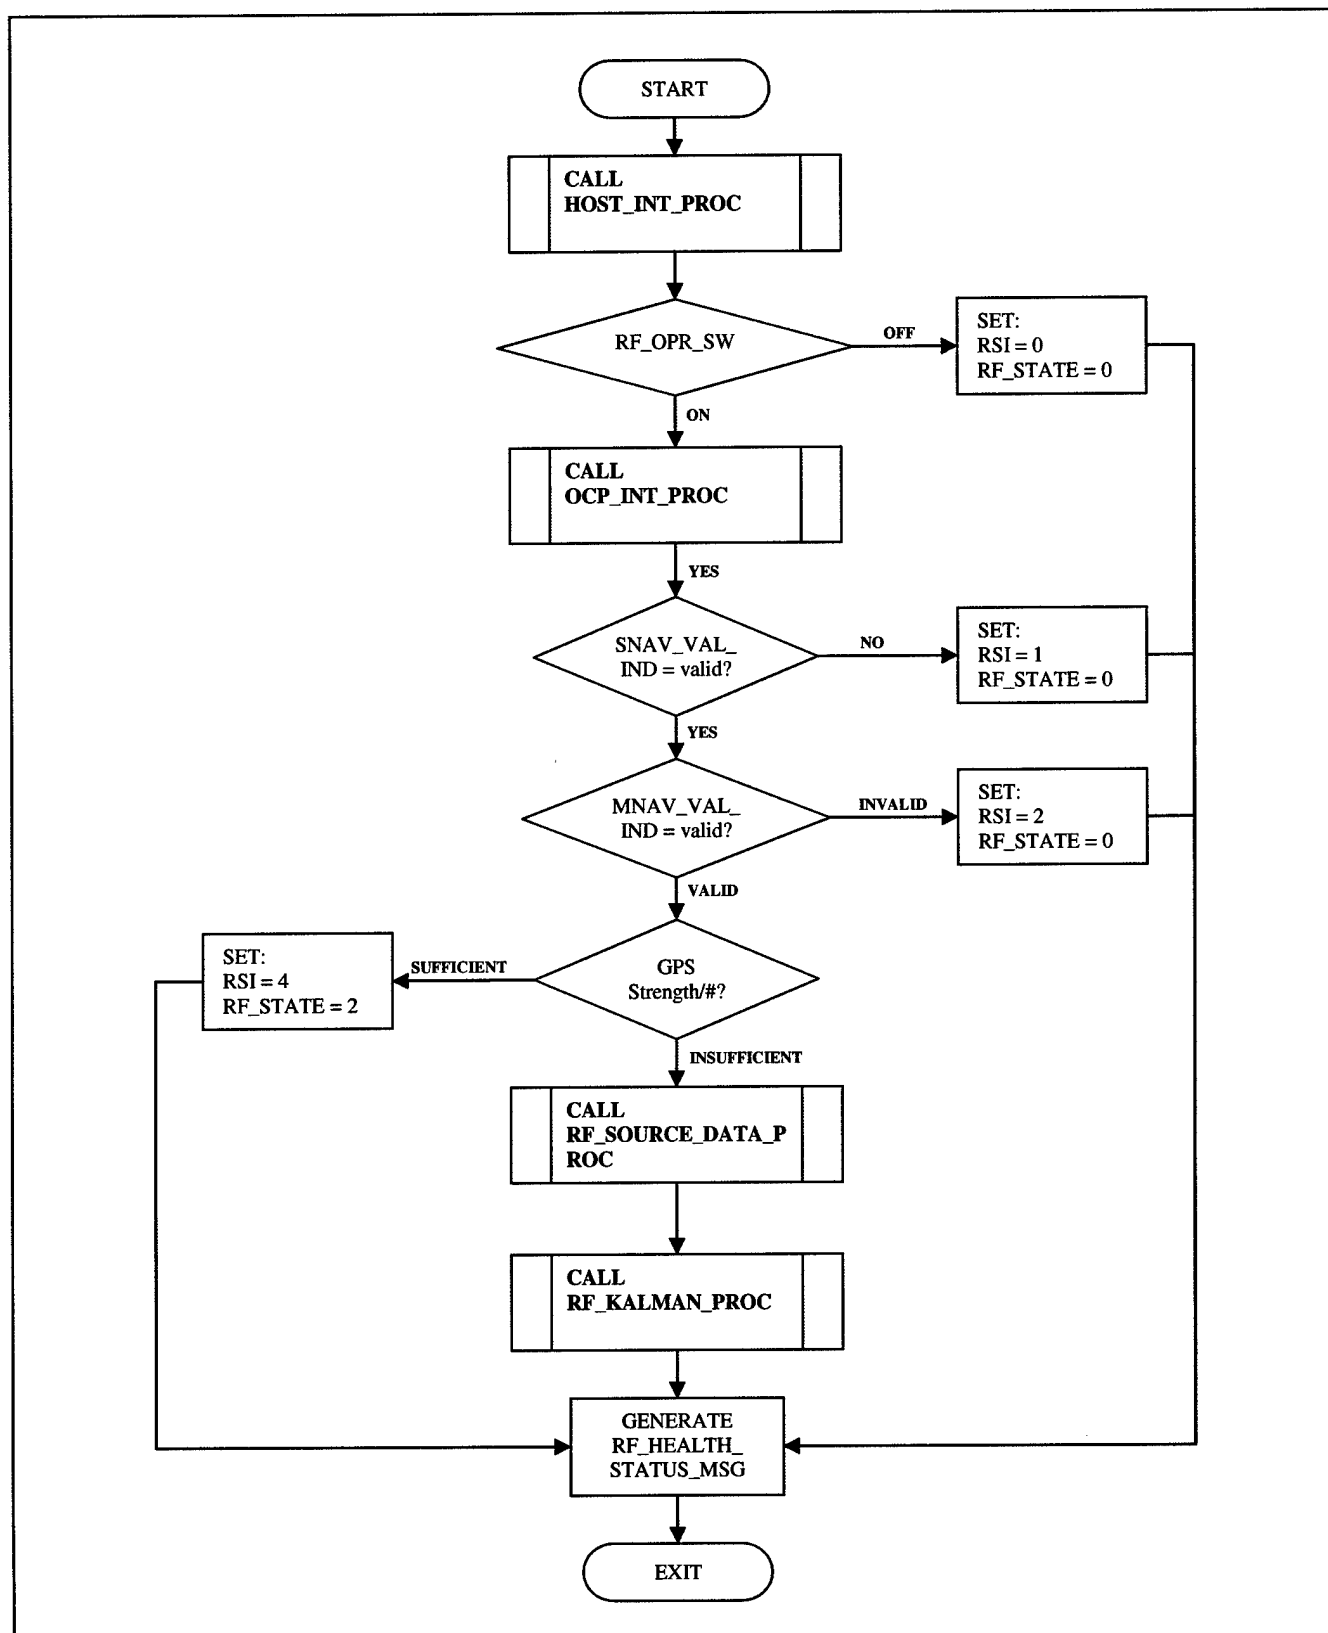 START
CALL
HOST_INT_PROC
RF_OPR_SW
OFF
SET:
RSI = 0
RF_STATE = 0
ON
CALL
OCP_INT_PROC
YES
SNAV_VAL_
IND = valid?
NO
SET:
RSI = 1
RF_STATE = 0
YES
MNAV_VAL_
IND = valid?
INVALID
SET:
RSI = 2
RF_STATE = 0
VALID
SET:
RSI = 4
RF_STATE = 2
SUFFICIENT
GPS
Strength/#?
INSUFFICIENT
CALL
RF_SOURCE_DATA_P
ROC
CALL
RF_KALMAN_PROC
GENERATE
RF_HEALTH_
STATUS_MSG
EXIT